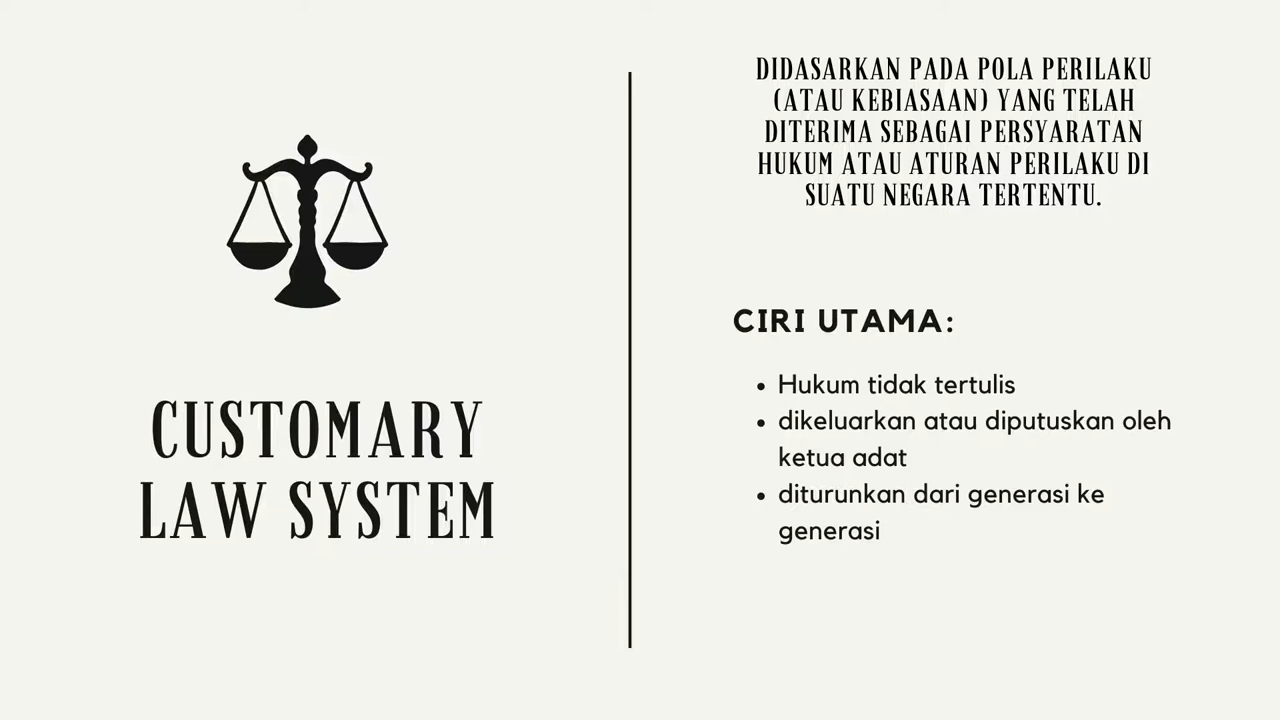 CUSTOMARY
LAW SYSTEM
DIDASARKAN PADA POLA PERILAKU
(ATAU KEBIASAAN) YANG TELAH
DITERIMA SEBAGAI PERSYARATAN
HUKUM ATAU ATURAN PERILAKU DI
SUATU NEGARA TERTENTU.
CIRI UTAMA:
• Hukum tidak tertulis
• dikeluarkan atau diputuskan oleh
ketua adat
• diturunkan dari generasi ke
generasi